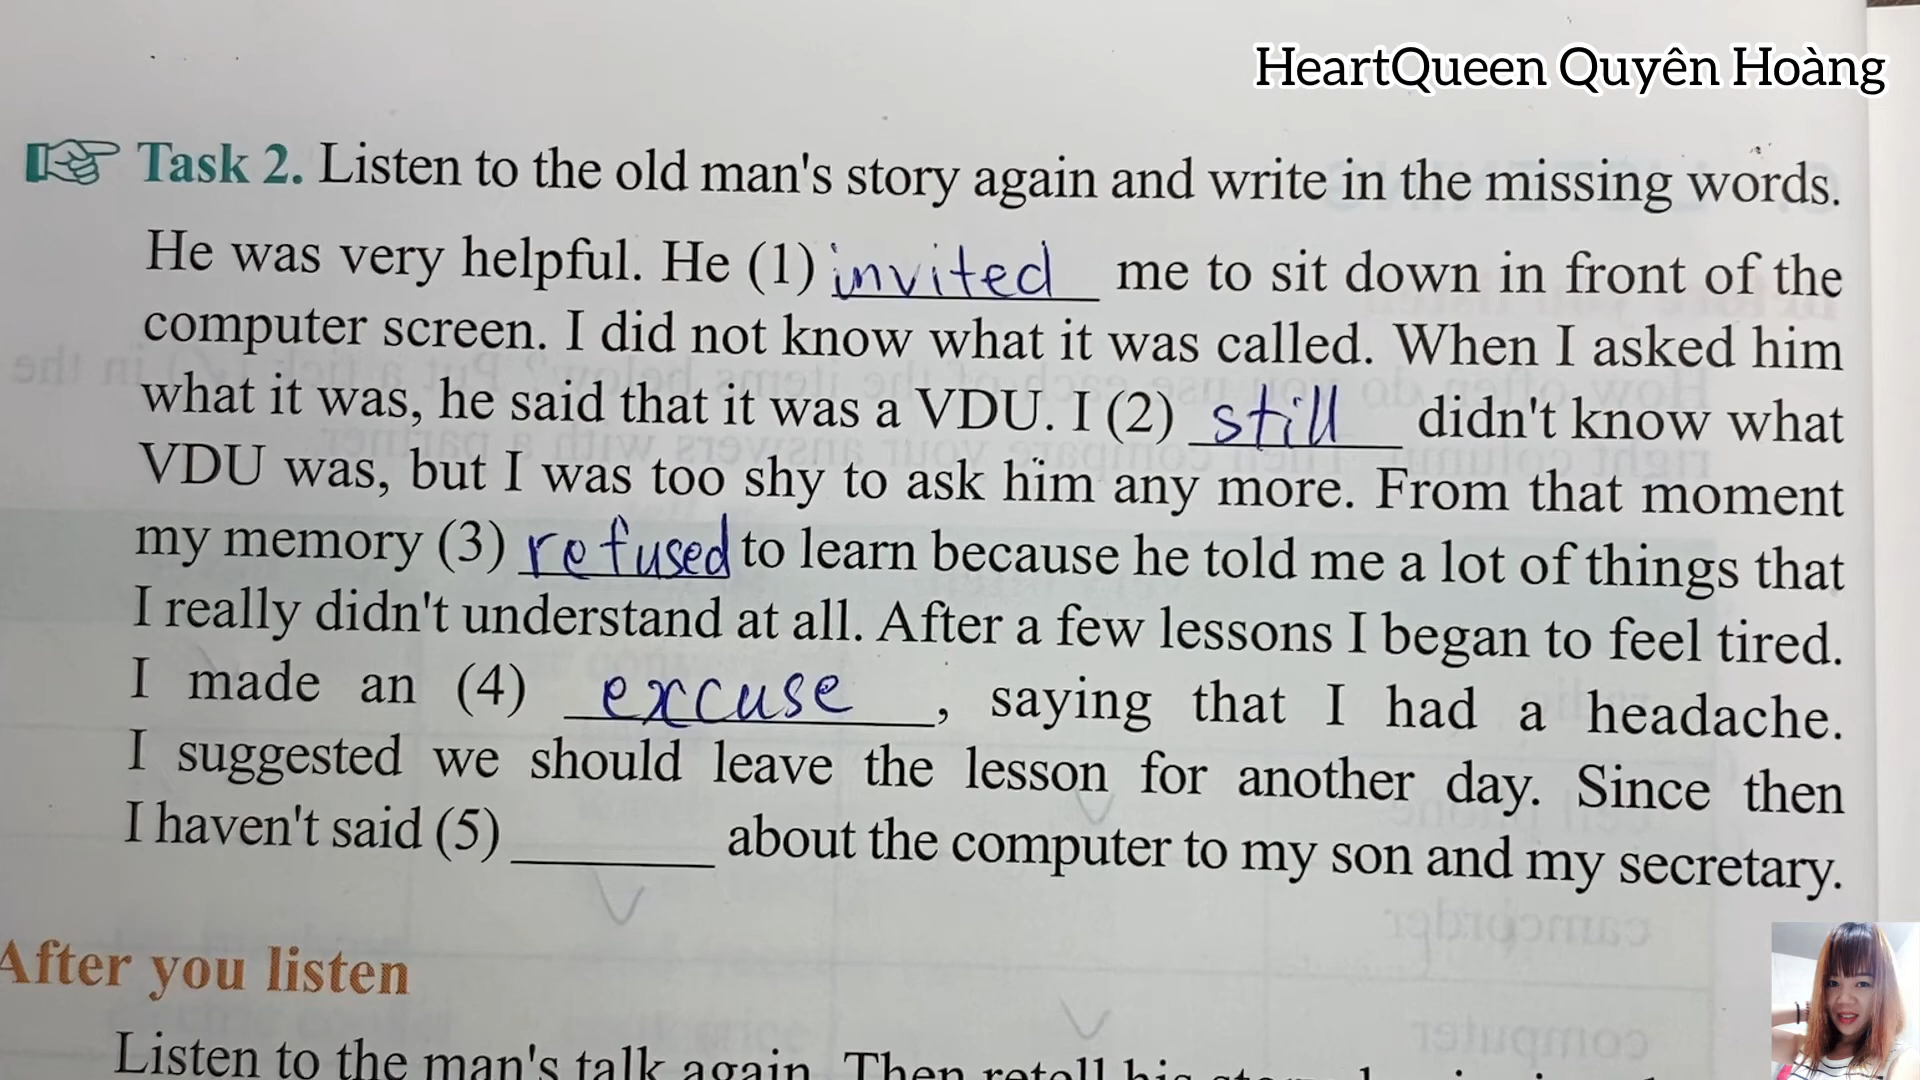 HeartQueen Quyên Hoàng
Task 2. Listen to the old man's story again and write in the missing words.
He was very helpful. He (1) invited me to sit down in front of the
computer screen. I did not know what it was called. When I asked him
what it was, he said that it was a VDU. I (2) still didn't know what
VDU was, but I was too shy to ask him any more. From that moment
my memory (3) refused to learn because he told me a lot of things that
I really didn't understand at all. After a few lessons I began to feel tired.
I made an (4) excuse, saying that I had a headache.
I suggested we should leave the lesson for another day. Since then
I haven't said (5) ________ about the computer to my son and my secretary.
After you listen
Listen to the man's talk again. Then retell his